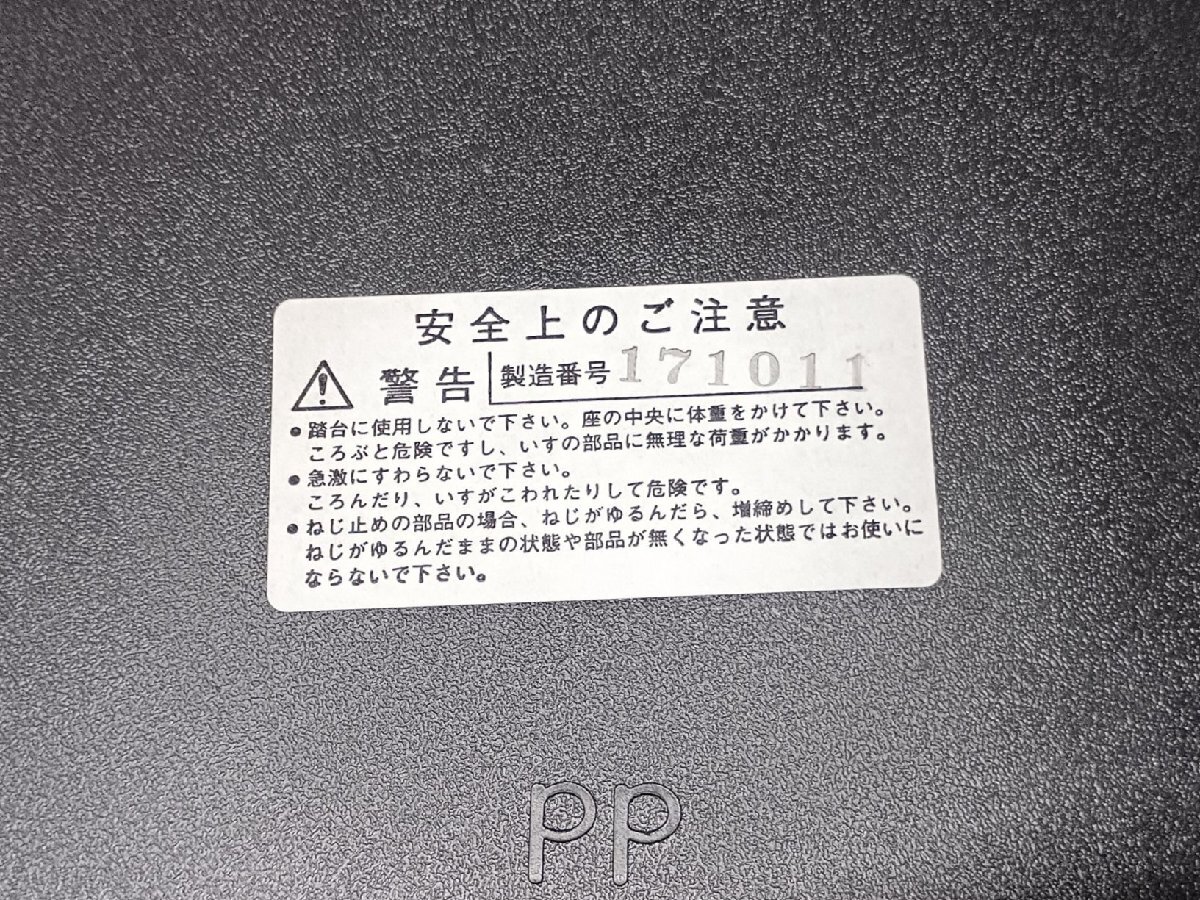 安全上のご注意
警告 製造番号 171011
●踏台に使用しないで下さい。座の中央に体重をかけて下さい。
ころぶと危険ですし、いすの部品に無理な荷重がかかります。
●急激にすわらないで下さい。
ころんだり、いすがこわれたりして危険です。
●ねじ止めの部品の場合、ねじがゆるんだら、増締めして下さい。
ねじがゆるんだままの状態や部品が無くなった状態ではお使いに
ならないで下さい。
PP